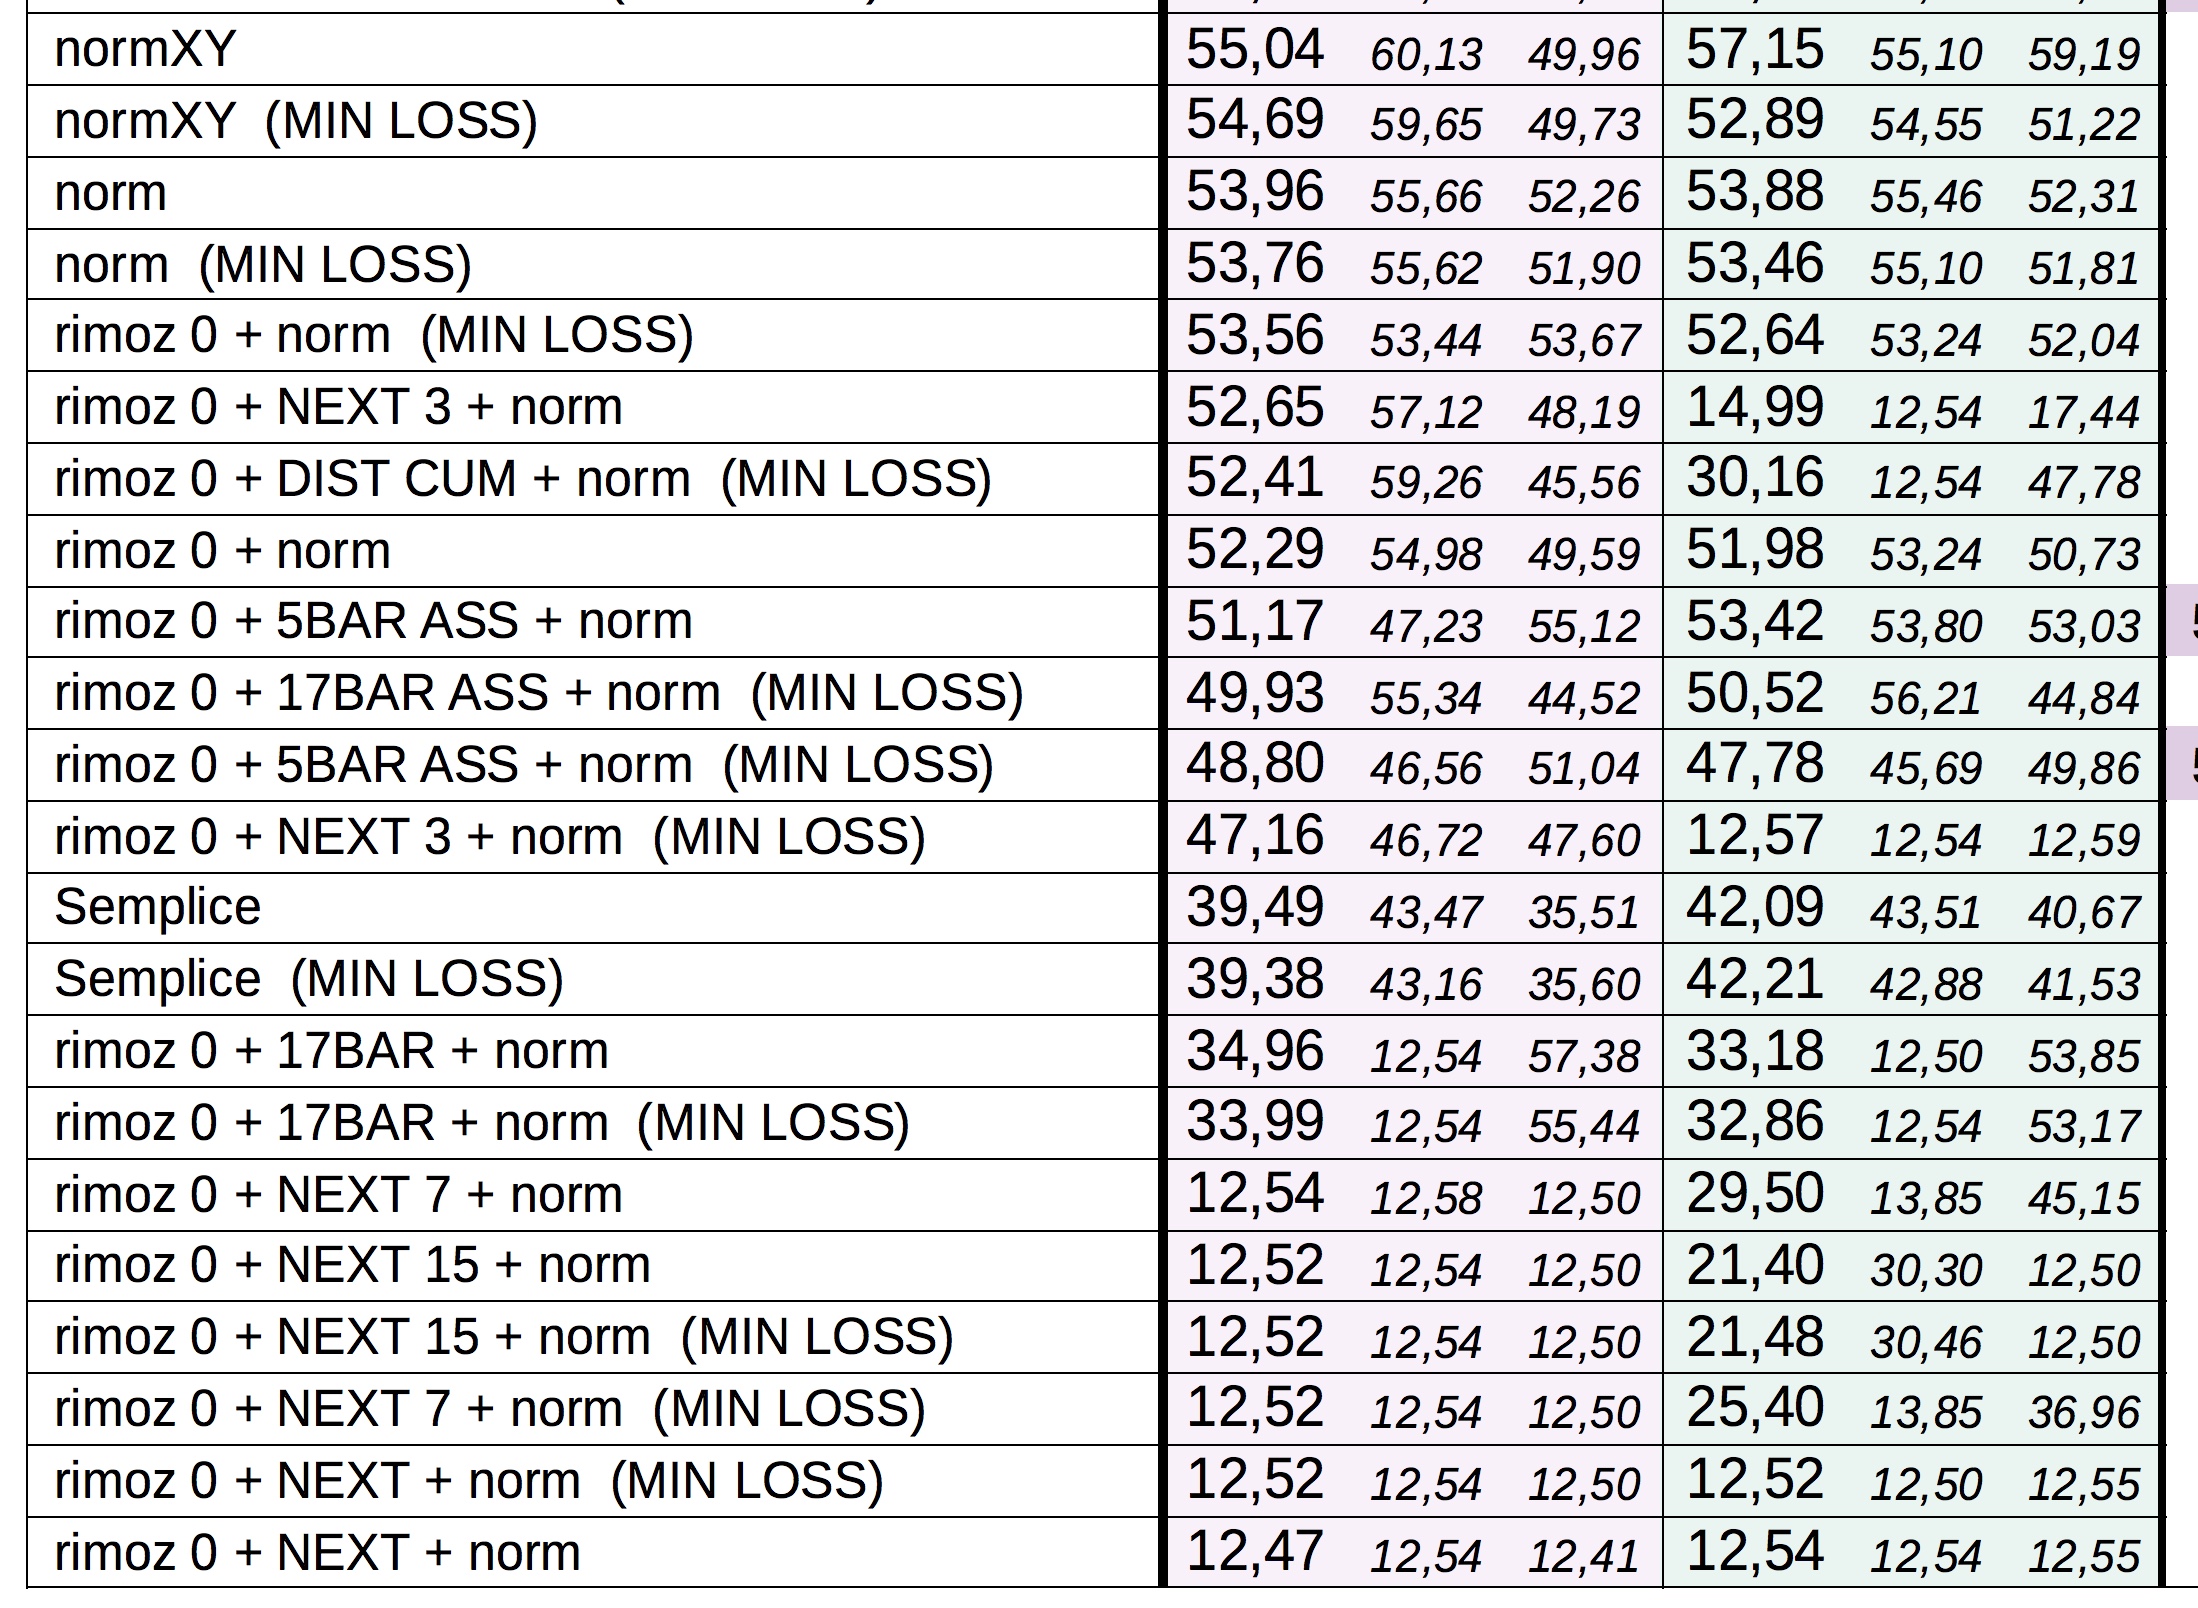 normXY 55,04 60,13 49,96 57,15 55,10 59,19
normXY (MIN LOSS) 54,69 59,65 49,73 52,89 54,55 51,22
norm 53,96 55,66 52,26 53,88 55,46 52,31
norm (MIN LOSS) 53,76 55,62 51,90 53,46 55,10 51,81
rimoz 0 + norm (MIN LOSS) 53,56 53,44 53,67 52,64 53,24 52,04
rimoz 0 + NEXT 3 + norm 52,65 57,12 48,19 14,99 12,54 17,44
rimoz 0 + DIST CUM + norm (MIN LOSS) 52,41 59,26 45,56 30,16 12,54 47,78
rimoz 0 + norm 52,29 54,98 49,59 51,98 53,24 50,73
rimoz 0 + 5BAR ASS + norm 51,17 47,23 55,12 53,42 53,80 53,03
rimoz 0 + 17BAR ASS + norm (MIN LOSS) 49,93 55,34 44,52 50,52 56,21 44,84
rimoz 0 + 5BAR ASS + norm (MIN LOSS) 48,80 46,56 51,04 47,78 45,69 49,86
rimoz 0 + NEXT 3 + norm (MIN LOSS) 47,16 46,72 47,60 12,57 12,54 12,59
Semplice 39,49 43,47 35,51 42,09 43,51 40,67
Semplice (MIN LOSS) 39,38 43,16 35,60 42,21 42,88 41,53
rimoz 0 + 17BAR + norm 34,96 12,54 57,38 33,18 12,50 53,85
rimoz 0 + 17BAR + norm (MIN LOSS) 33,99 12,54 55,44 32,86 12,54 53,17
rimoz 0 + NEXT 7 + norm 12,54 12,58 12,50 29,50 13,85 45,15
rimoz 0 + NEXT 15 + norm 12,52 12,54 12,50 21,40 30,30 12,50
rimoz 0 + NEXT 15 + norm (MIN LOSS) 12,52 12,54 12,50 21,48 30,46 12,50
rimoz 0 + NEXT 7 + norm (MIN LOSS) 12,52 12,54 12,50 25,40 13,85 36,96
rimoz 0 + NEXT + norm (MIN LOSS) 12,52 12,54 12,50 12,52 12,50 12,55
rimoz 0 + NEXT + norm 12,47 12,54 12,41 12,54 12,54 12,55